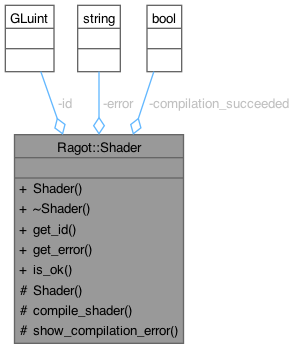 GLuint
string
bool
-id
-error
-compilation_succeeded
Ragot::Shader
+ Shader()
+ ~Shader()
+ get_id()
+ get_error()
+ is_ok()
# Shader()
# compile_shader()
# show_compilation_error()